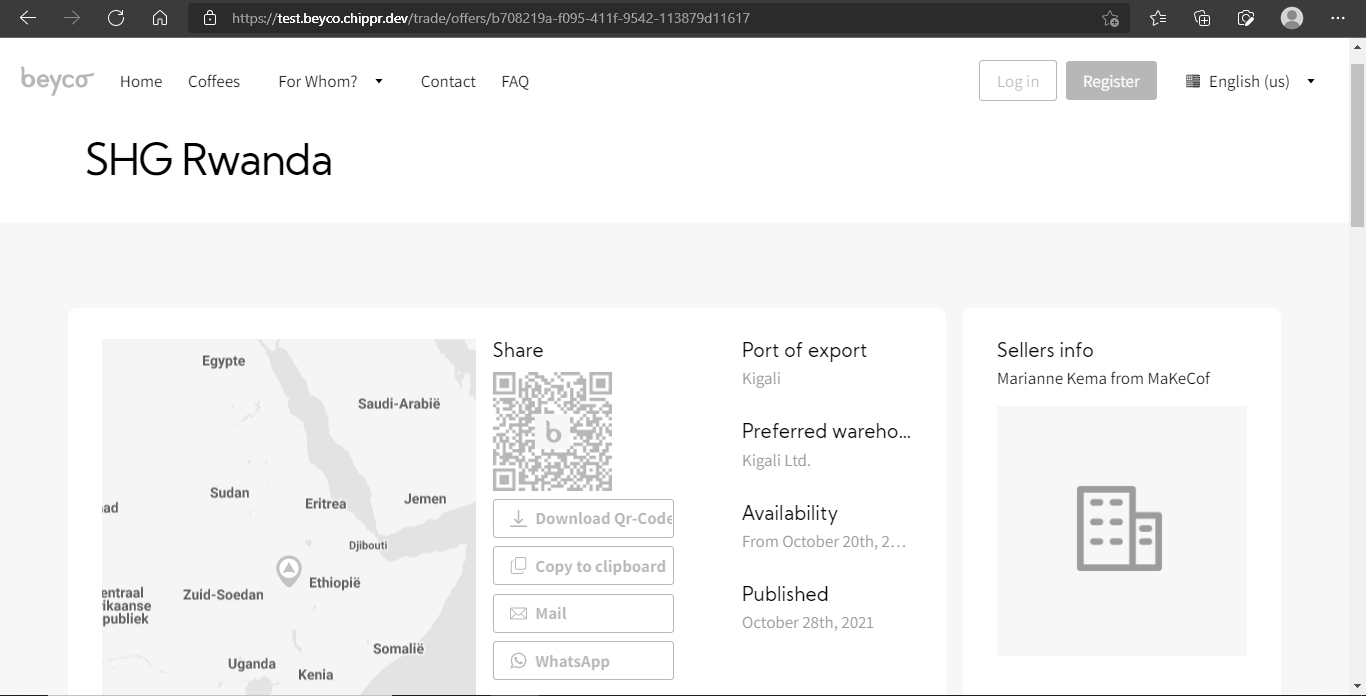 https://test.beyco.chippr.dev/trade/offers/b708219a-f095-411f-9542-113879d11617
beyco Home Coffees For Whom? Contact FAQ Log in Register English (us)
SHG Rwanda
Egypte
Saudi-Arabië
Sudan
Eritrea
Jemen
ad
Djibouti
Ethiopië
entraal
ikaanse
publiek
Zuid-Soedan
Somalië
Uganda
Kenia
Share
b
Download Qr-Code
Copy to clipboard
Mail
WhatsApp
Port of export
Kigali
Preferred wareho...
Kigali Ltd.
Availability
From October 20th, 2...
Published
October 28th, 2021
Sellers info
Marianne Kema from MaKeCof